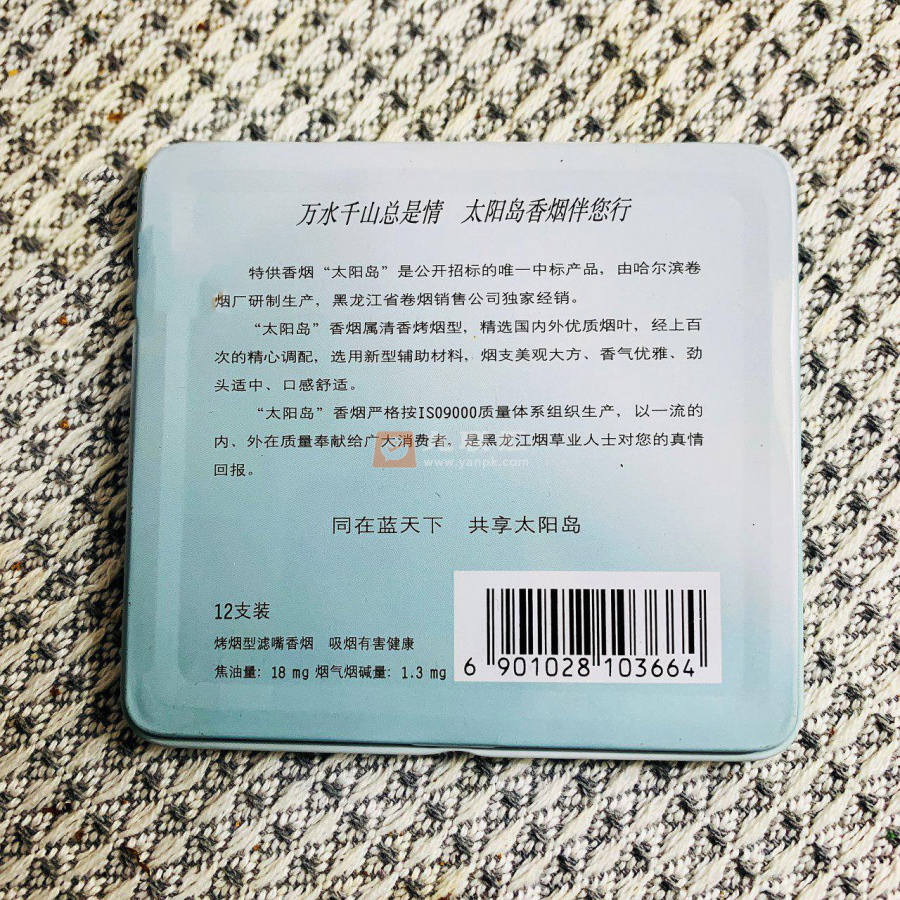 万水千山总是情　太阳岛香烟伴您行
特供香烟“太阳岛”是公开招标的唯一中标产品，由哈尔滨卷
烟厂研制生产，黑龙江省卷烟销售公司独家经销。
“太阳岛”香烟属清香烤烟型，精选国内外优质烟叶，经上百
次的精心调配，选用新型辅助材料，烟支美观大方、香气优雅、劲
头适中、口感舒适。
“太阳岛”香烟严格按ISO9000质量体系组织生产，以一流的
内、外在质量奉献给广大消费者，是黑龙江烟草业人士对您的真情
回报。
www.yanpk.com
同在蓝天下　共享太阳岛
12支装
烤烟型滤嘴香烟　吸烟有害健康
焦油量：18 mg 烟气烟碱量：1.3 mg
6 901028 103664